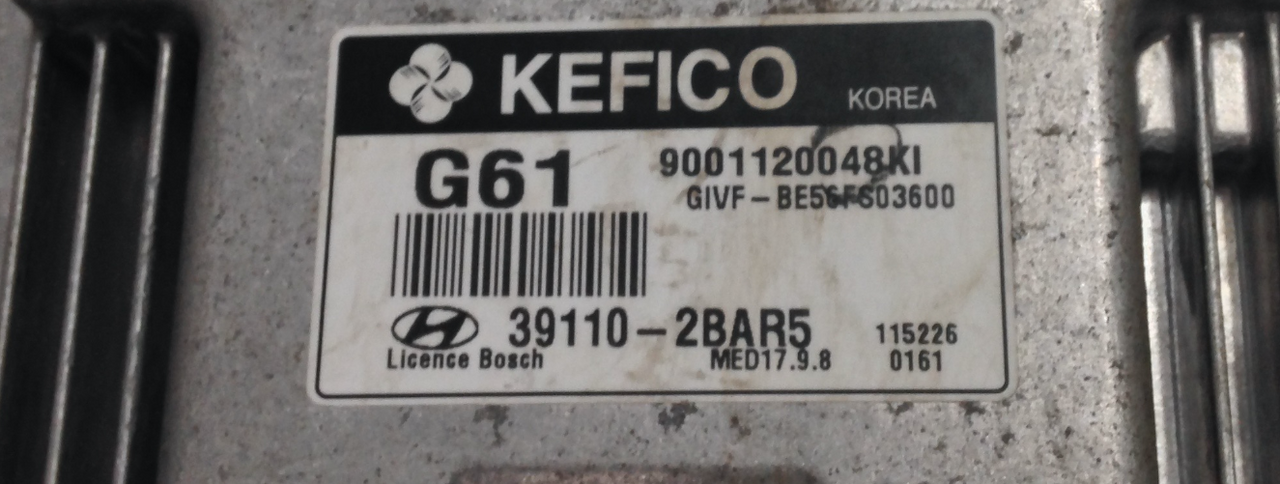 KEFICO KOREA
G61 9001120048KI
GIVF-BE56FS03600
39110-2BAR5 115226
Licence Bosch MED17.9.8 0161